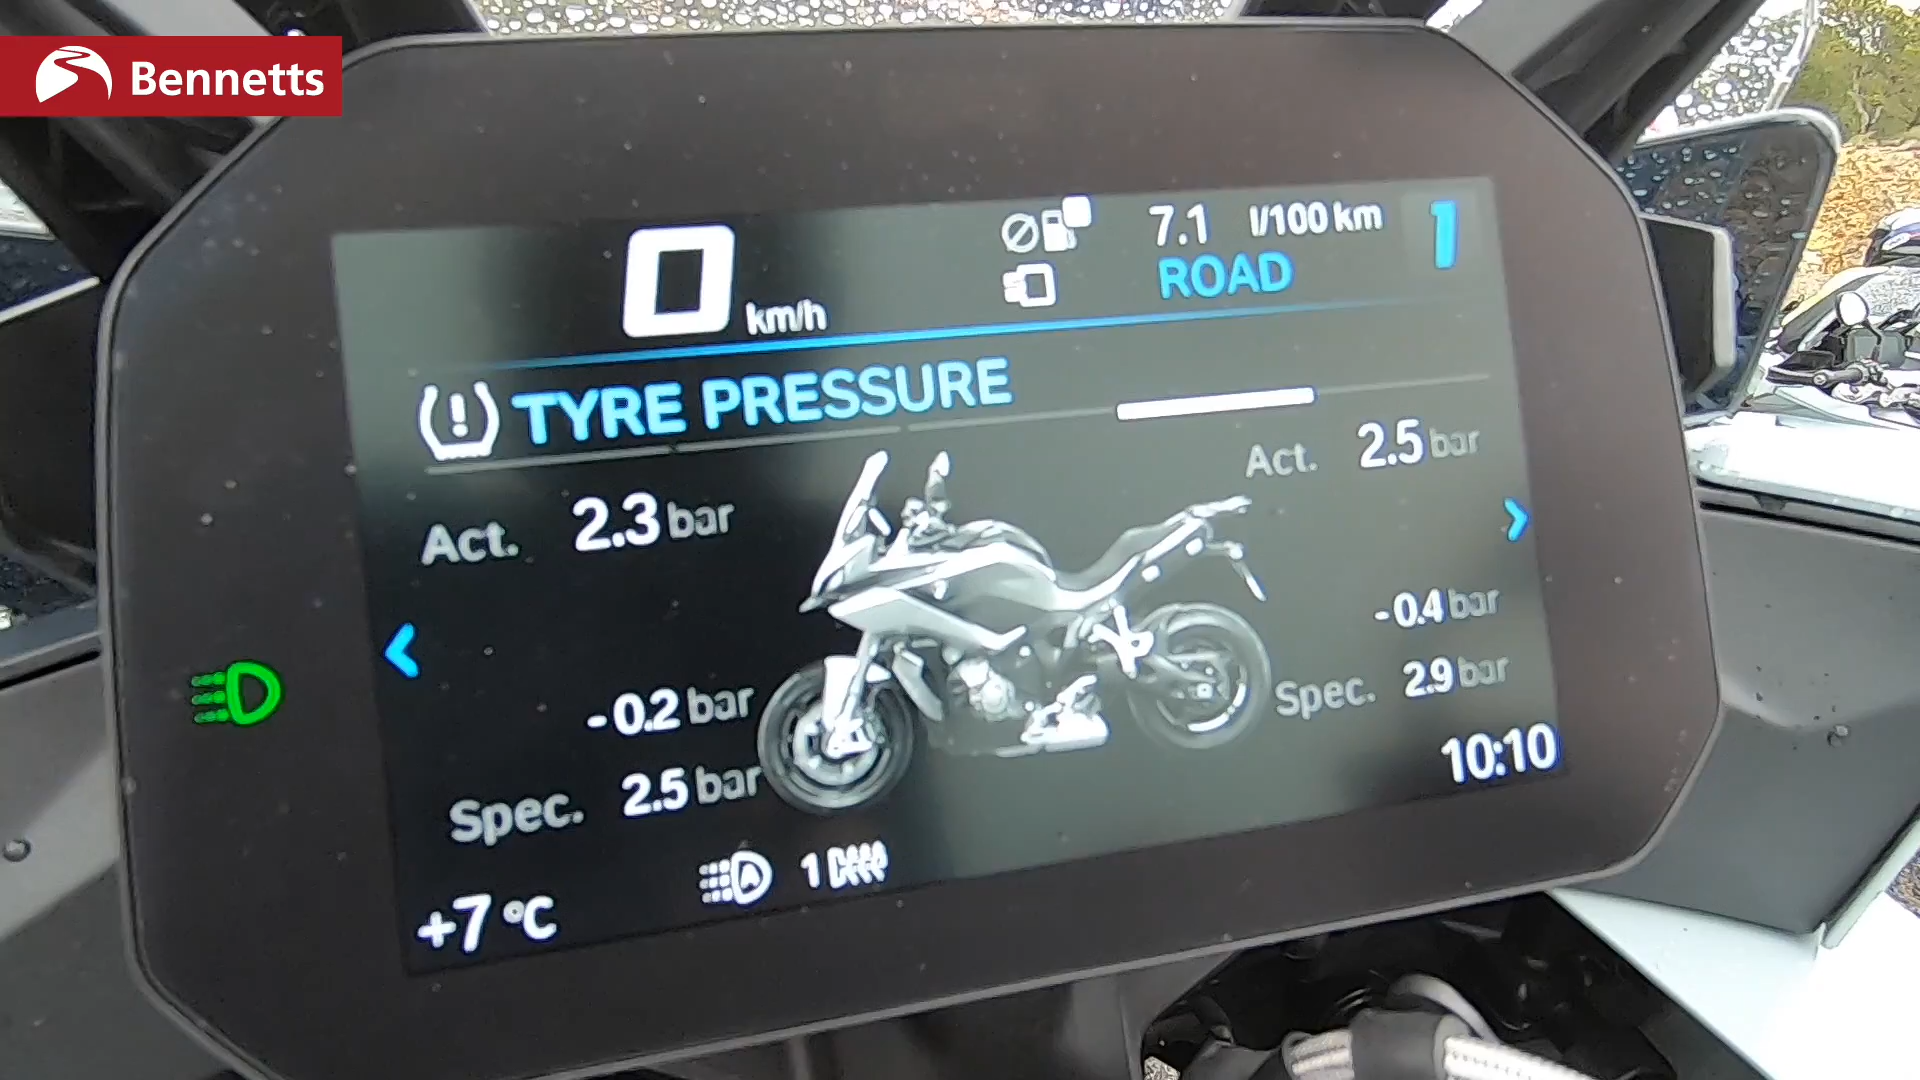 Bennetts
0 km/h
7.1 l/100 km
ROAD
1
TYRE PRESSURE
Act. 2.3 bar
Act. 2.5 bar
-0.2 bar
-0.4 bar
Spec. 2.5 bar
Spec. 2.9 bar
10:10
A
1
+7 °C